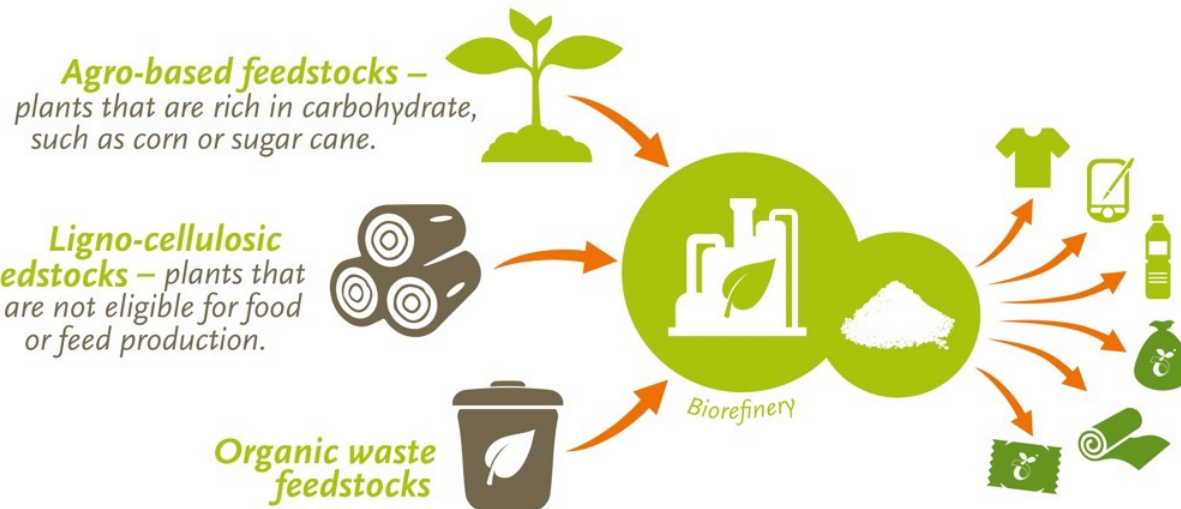 Agro-based feedstocks –
plants that are rich in carbohydrate,
such as corn or sugar cane.
Ligno-cellulosic
edstocks – plants that
are not eligible for food
or feed production.
Organic waste
feedstocks
Biorefinery